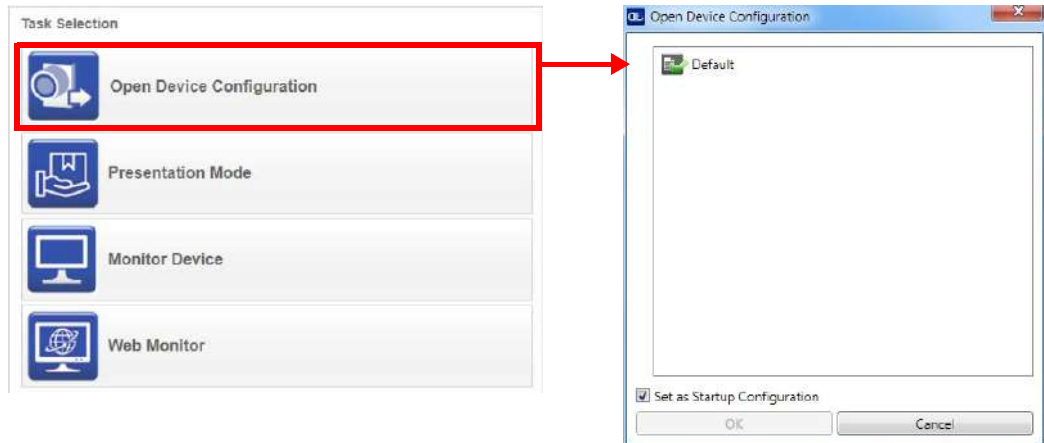 Task Selection
Open Device Configuration
Presentation Mode
Monitor Device
Web Monitor
Open Device Configuration
Default
Set as Startup Configuration
OK
Cancel